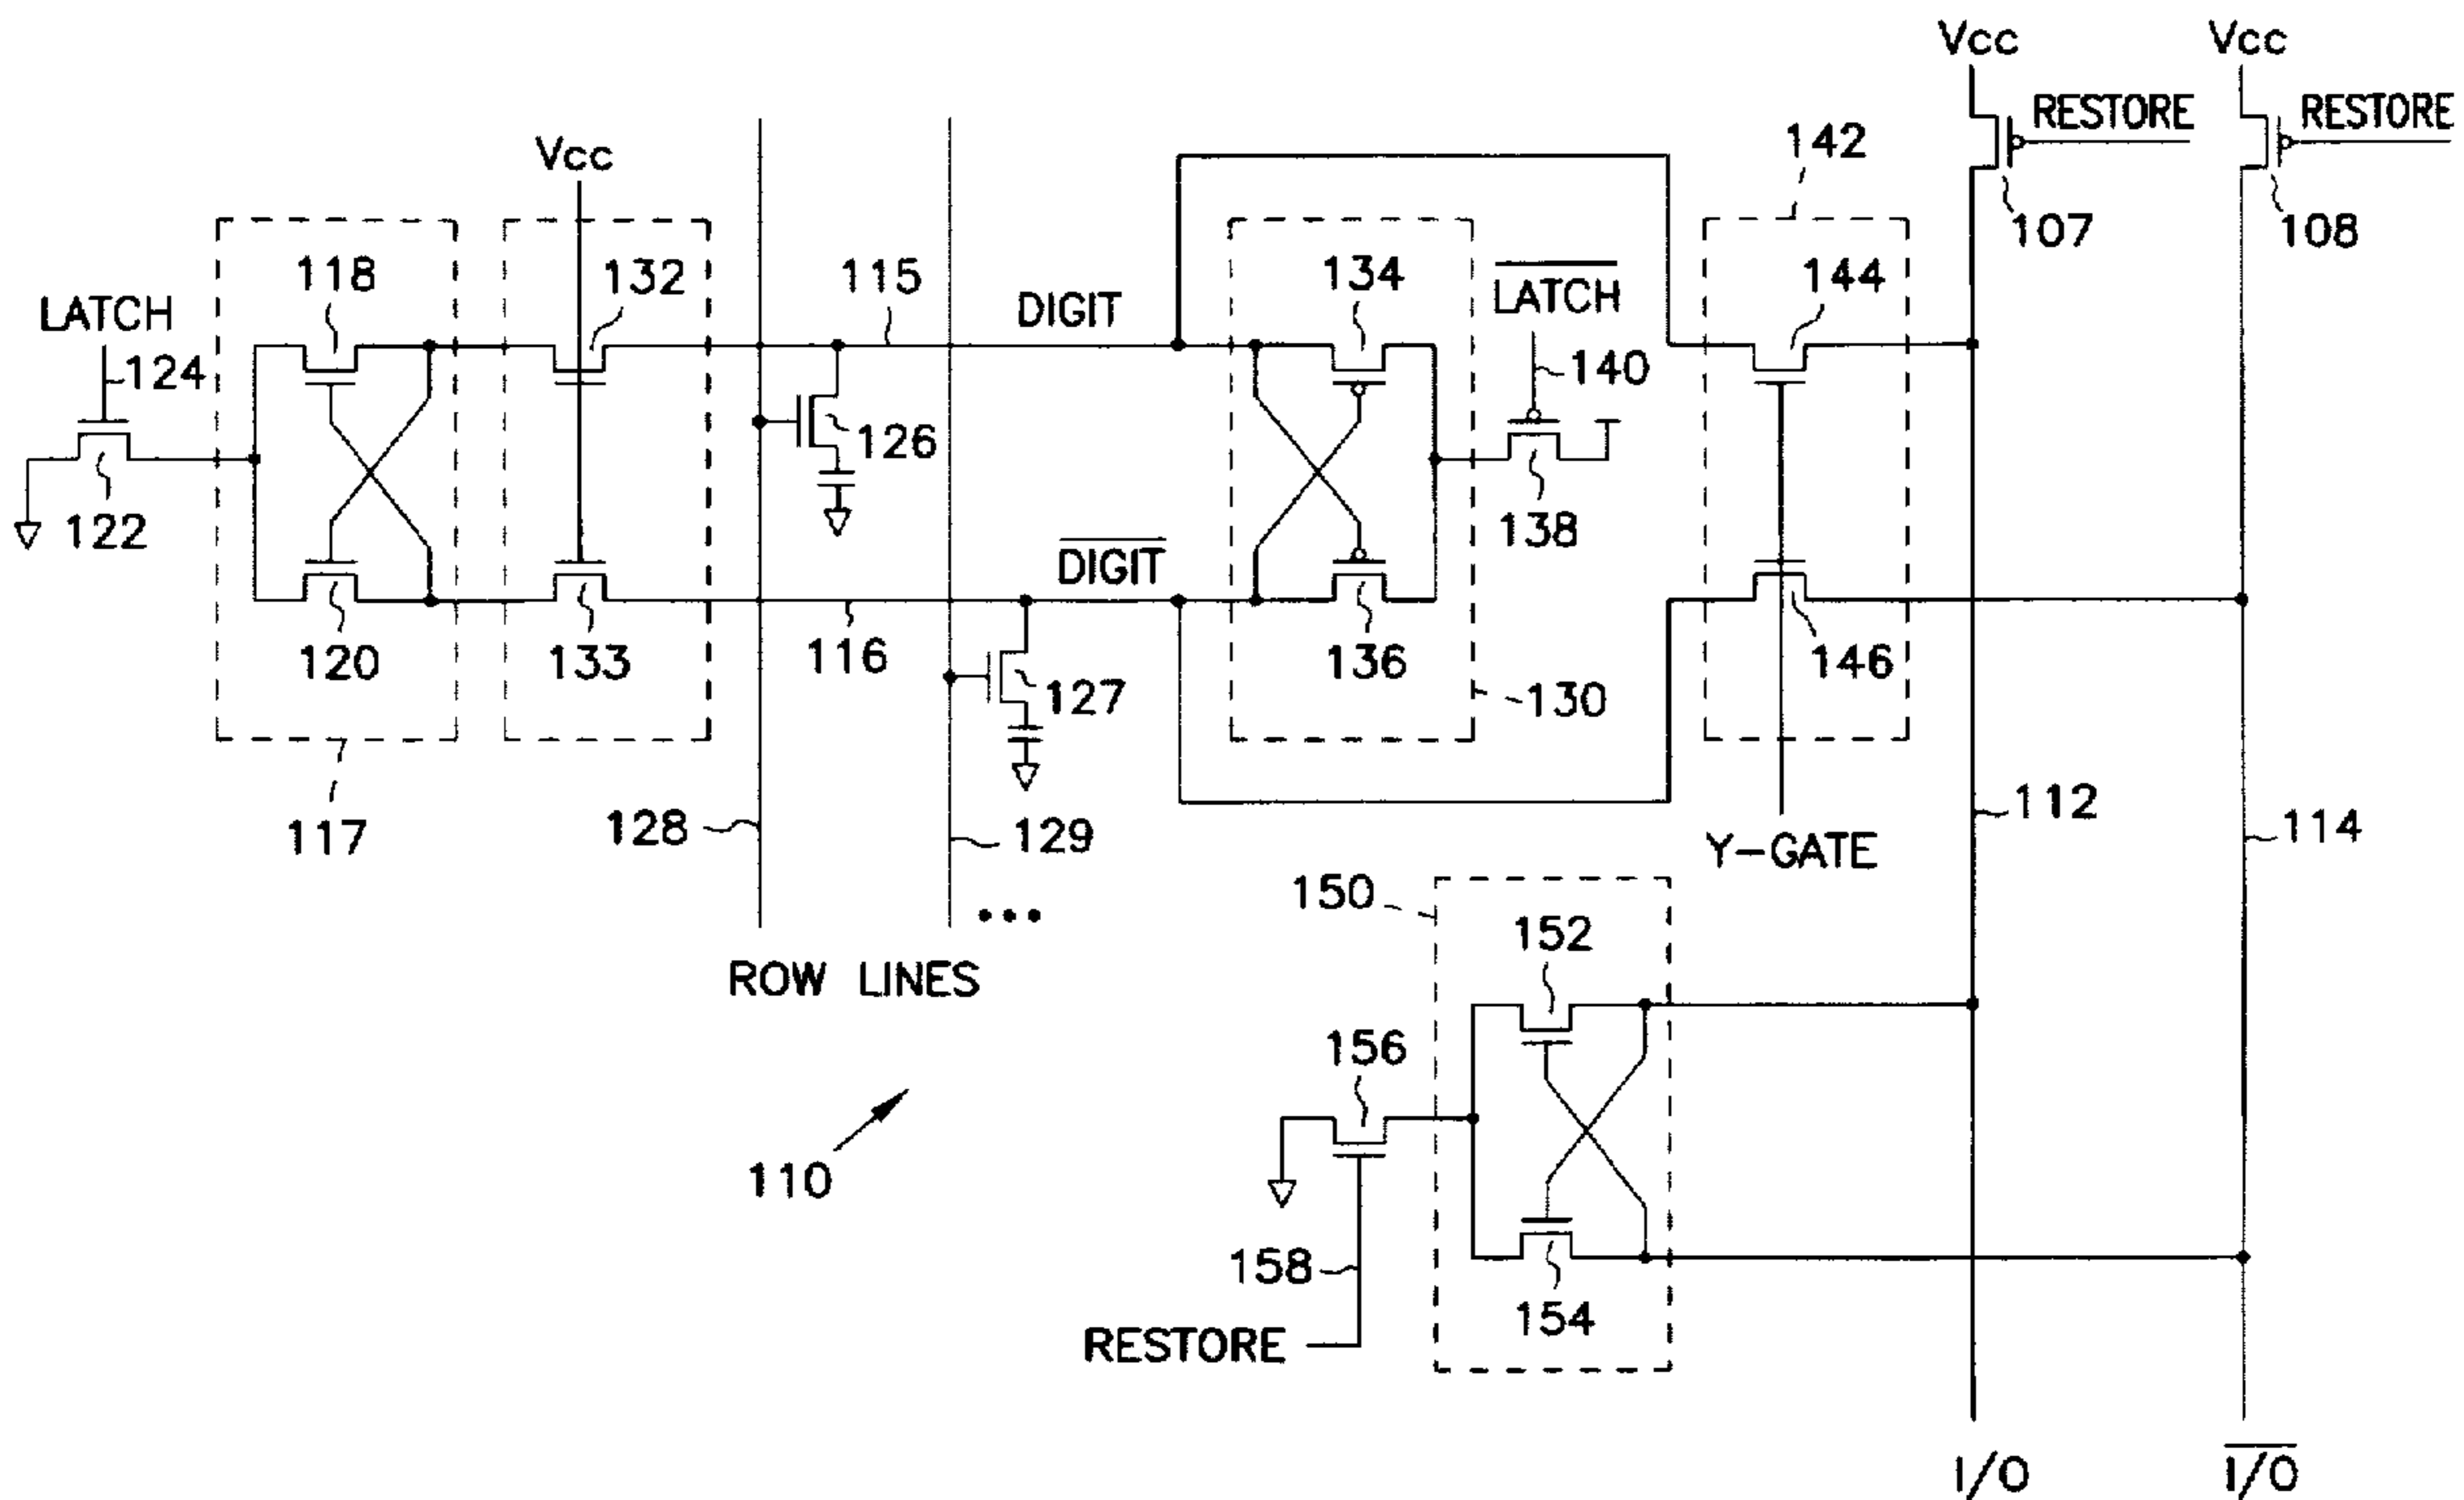 Vcc
Vcc
RESTORE
RESTORE
142
Vcc
107
108
118
132
115
DIGIT
134
L̅A̅T̅C̅H̅
144
LATCH
124
126
140
122
138
D̅I̅G̅I̅T̅
120
133
116
136
146
127
130
117
128
129
Y-GATE
112
114
150
•••
152
ROW LINES
156
110
158
154
RESTORE
I/O
I̅/̅O̅